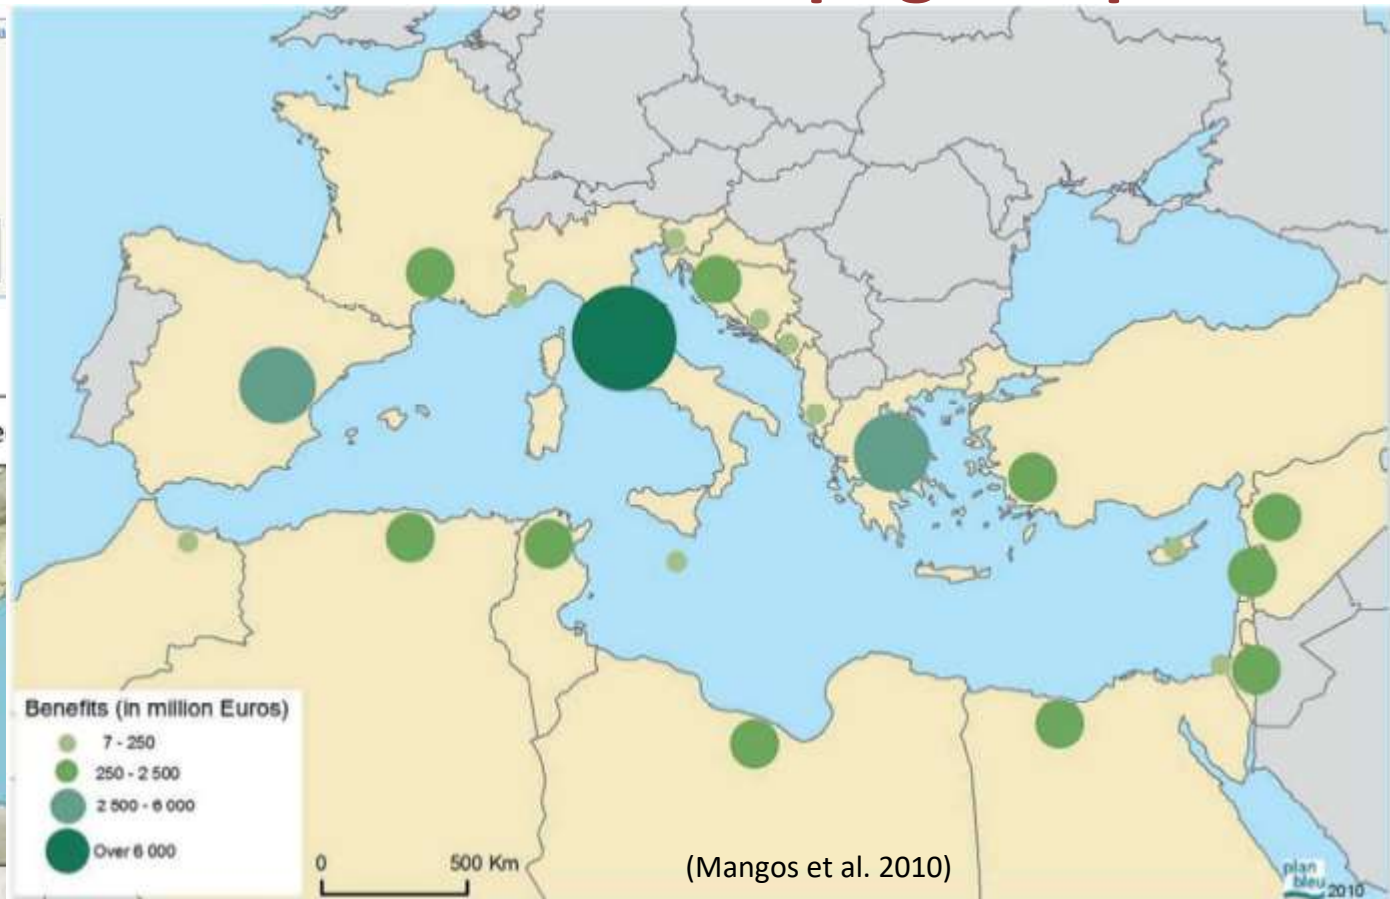 Benefits (in million Euros)
7 - 250
250 - 2 500
2 500 - 6 000
Over 6 000
0 500 Km
(Mangos et al. 2010)
plan
bleu 2010